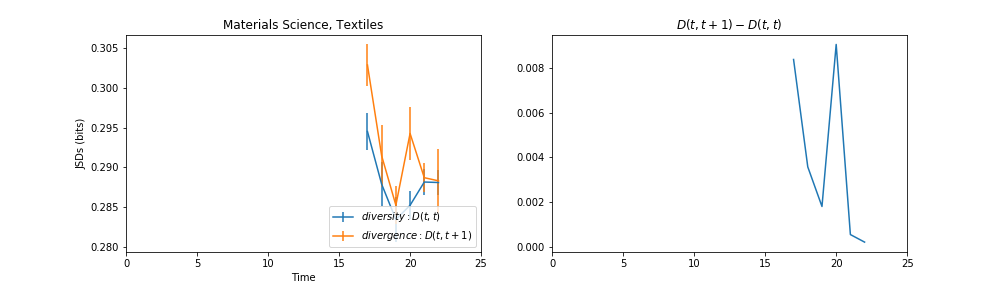 Materials Science, Textiles
JSDs (bits)
0.305
0.300
0.295
0.290
0.285
0.280
0 5 10 15 20 25
Time
diversity: D(t, t)
divergence: D(t, t + 1)
D(t, t + 1) − D(t, t)
0.008
0.006
0.004
0.002
0.000
0 5 10 15 20 25